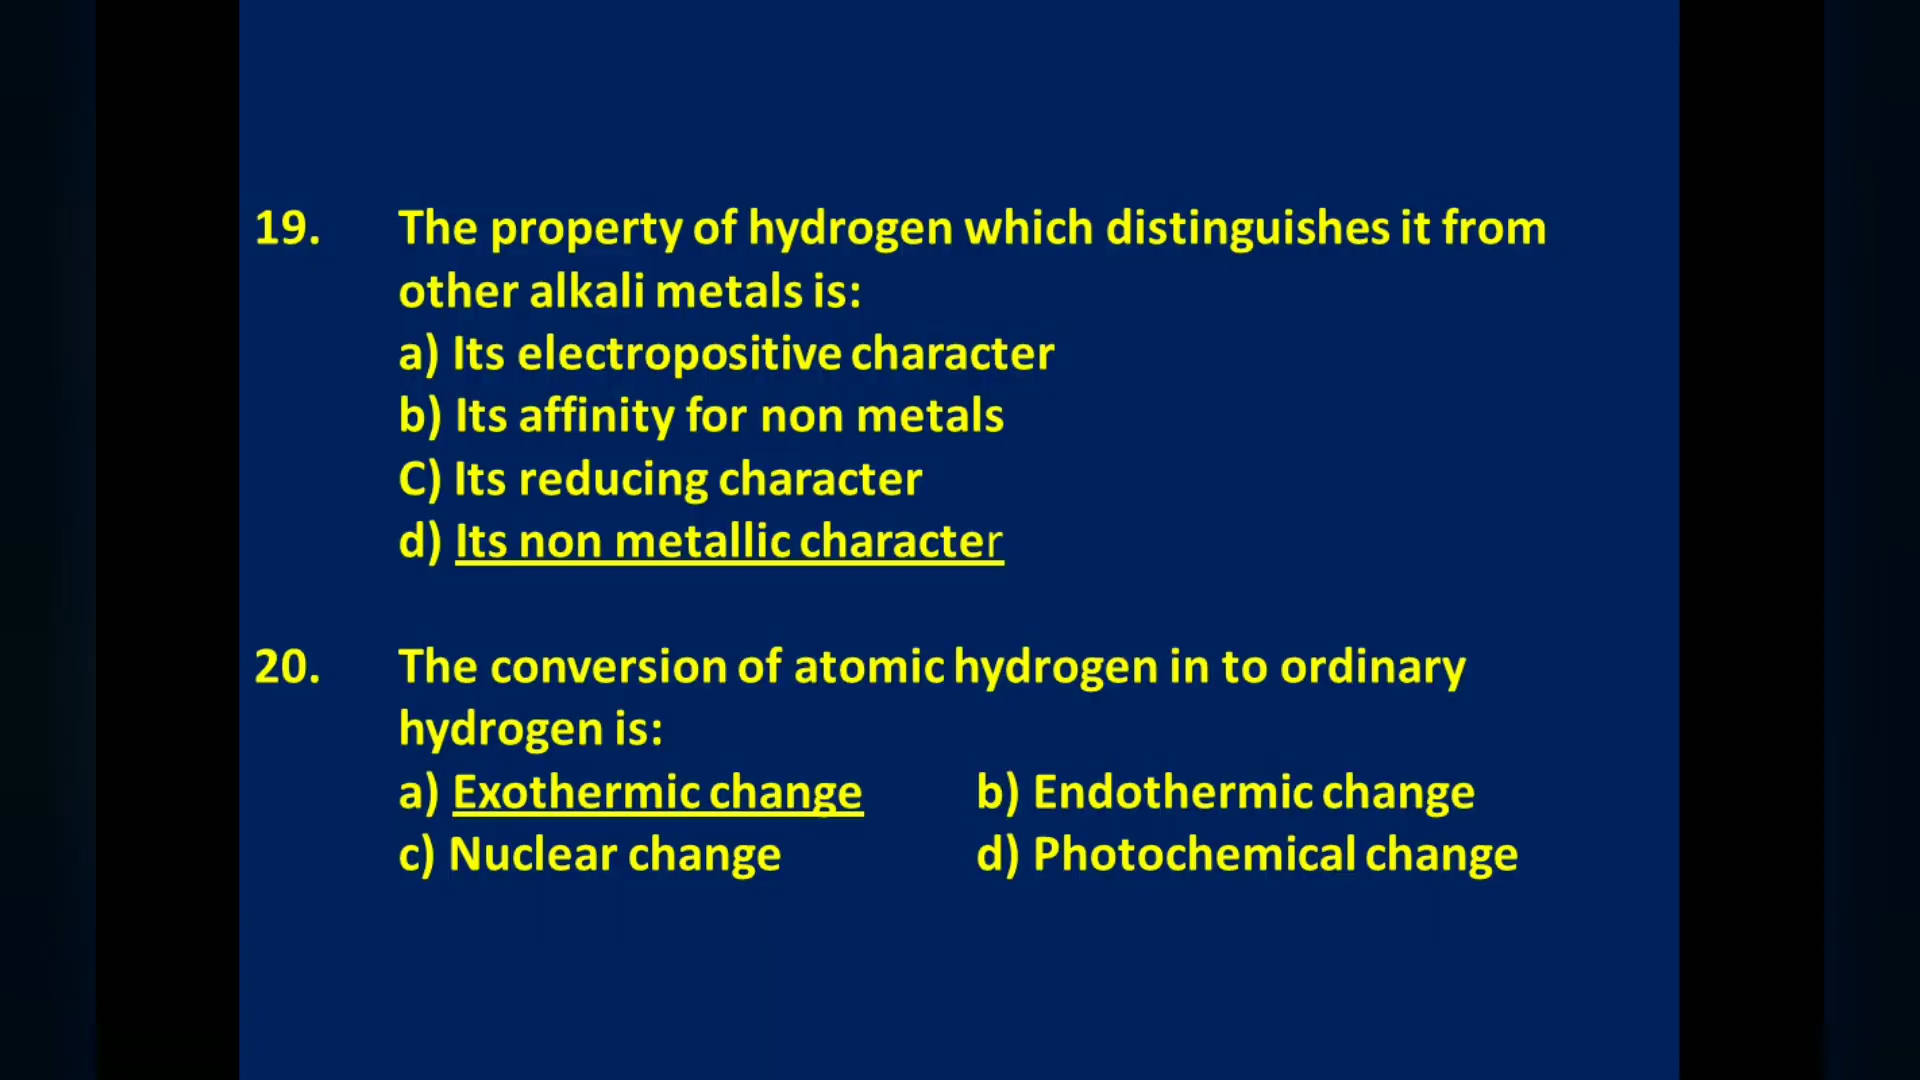 19. The property of hydrogen which distinguishes it from
other alkali metals is:
a) Its electropositive character
b) Its affinity for non metals
C) Its reducing character
d) Its non metallic character
20. The conversion of atomic hydrogen in to ordinary
hydrogen is:
a) Exothermic change b) Endothermic change
c) Nuclear change d) Photochemical change